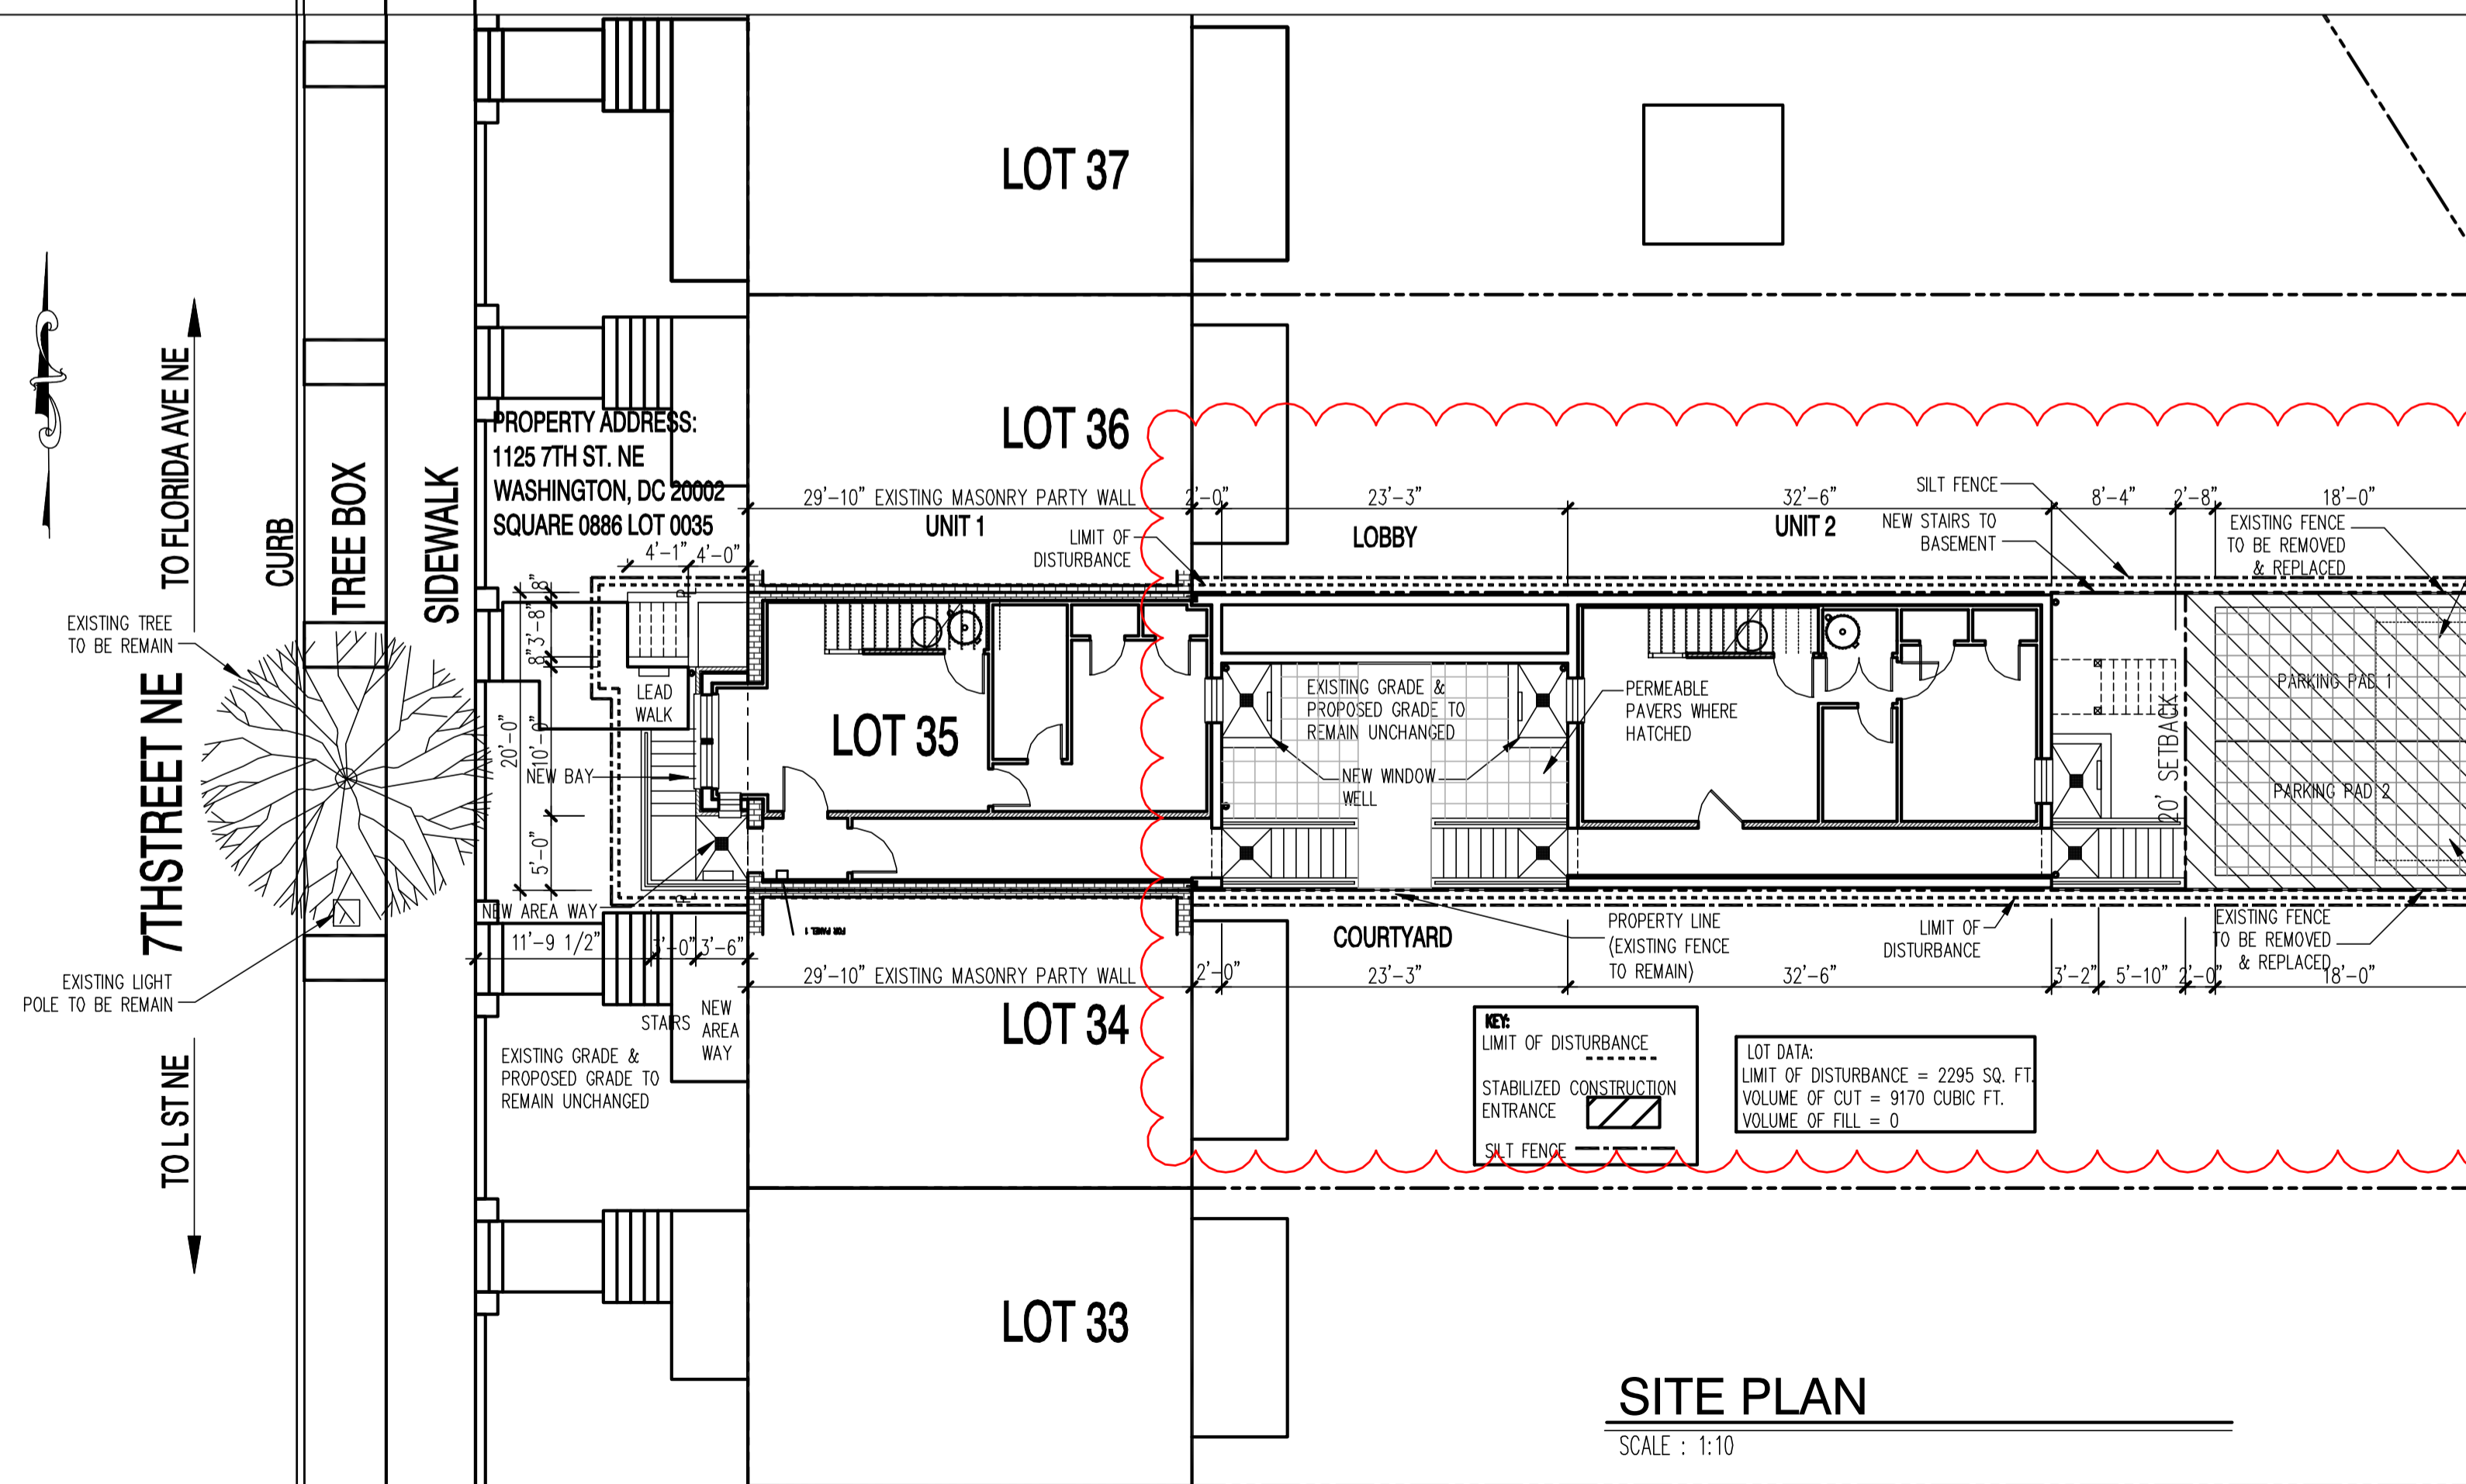 LOT 37
LOT 36
PROPERTY ADDRESS:
1125 7TH ST. NE
WASHINGTON, DC 20002
SQUARE 0886 LOT 0035
TO FLORIDA AVE NE
CURB
TREE BOX
SIDEWALK
7THSTREET NE
TO L ST NE
EXISTING TREE
TO BE REMAIN
EXISTING LIGHT
POLE TO BE REMAIN
29'-10" EXISTING MASONRY PARTY WALL
2'-0"
23'-3"
32'-6"
8'-4"
2'-8"
18'-0"
UNIT 1
LOBBY
UNIT 2
LIMIT OF
DISTURBANCE
SILT FENCE
NEW STAIRS TO
BASEMENT
EXISTING FENCE
TO BE REMOVED
& REPLACED
4'-1"
4'-0"
8"
3'-8"
8"
20'-0"
10'-0"
5'-0"
LEAD
WALK
NEW BAY
NEW AREA WAY
LOT 35
EXISTING GRADE &
PROPOSED GRADE TO
REMAIN UNCHANGED
NEW WINDOW
WELL
PERMEABLE
PAVERS WHERE
HATCHED
20' SETBACK
PARKING PAD 1
PARKING PAD 2
11'-9 1/2"
3'-0"
3'-6"
FOR PANEL 1
STAIRS
NEW
AREA
WAY
EXISTING GRADE &
PROPOSED GRADE TO
REMAIN UNCHANGED
29'-10" EXISTING MASONRY PARTY WALL
2'-0"
COURTYARD
23'-3"
PROPERTY LINE
(EXISTING FENCE
TO REMAIN)
32'-6"
LIMIT OF
DISTURBANCE
3'-2"
5'-10"
2'-0"
18'-0"
EXISTING FENCE
TO BE REMOVED
& REPLACED
LOT 34
KEY:
LIMIT OF DISTURBANCE
STABILIZED CONSTRUCTION
ENTRANCE
SILT FENCE
LOT DATA:
LIMIT OF DISTURBANCE = 2295 SQ. FT.
VOLUME OF CUT = 9170 CUBIC FT.
VOLUME OF FILL = 0
LOT 33
SITE PLAN
SCALE : 1:10